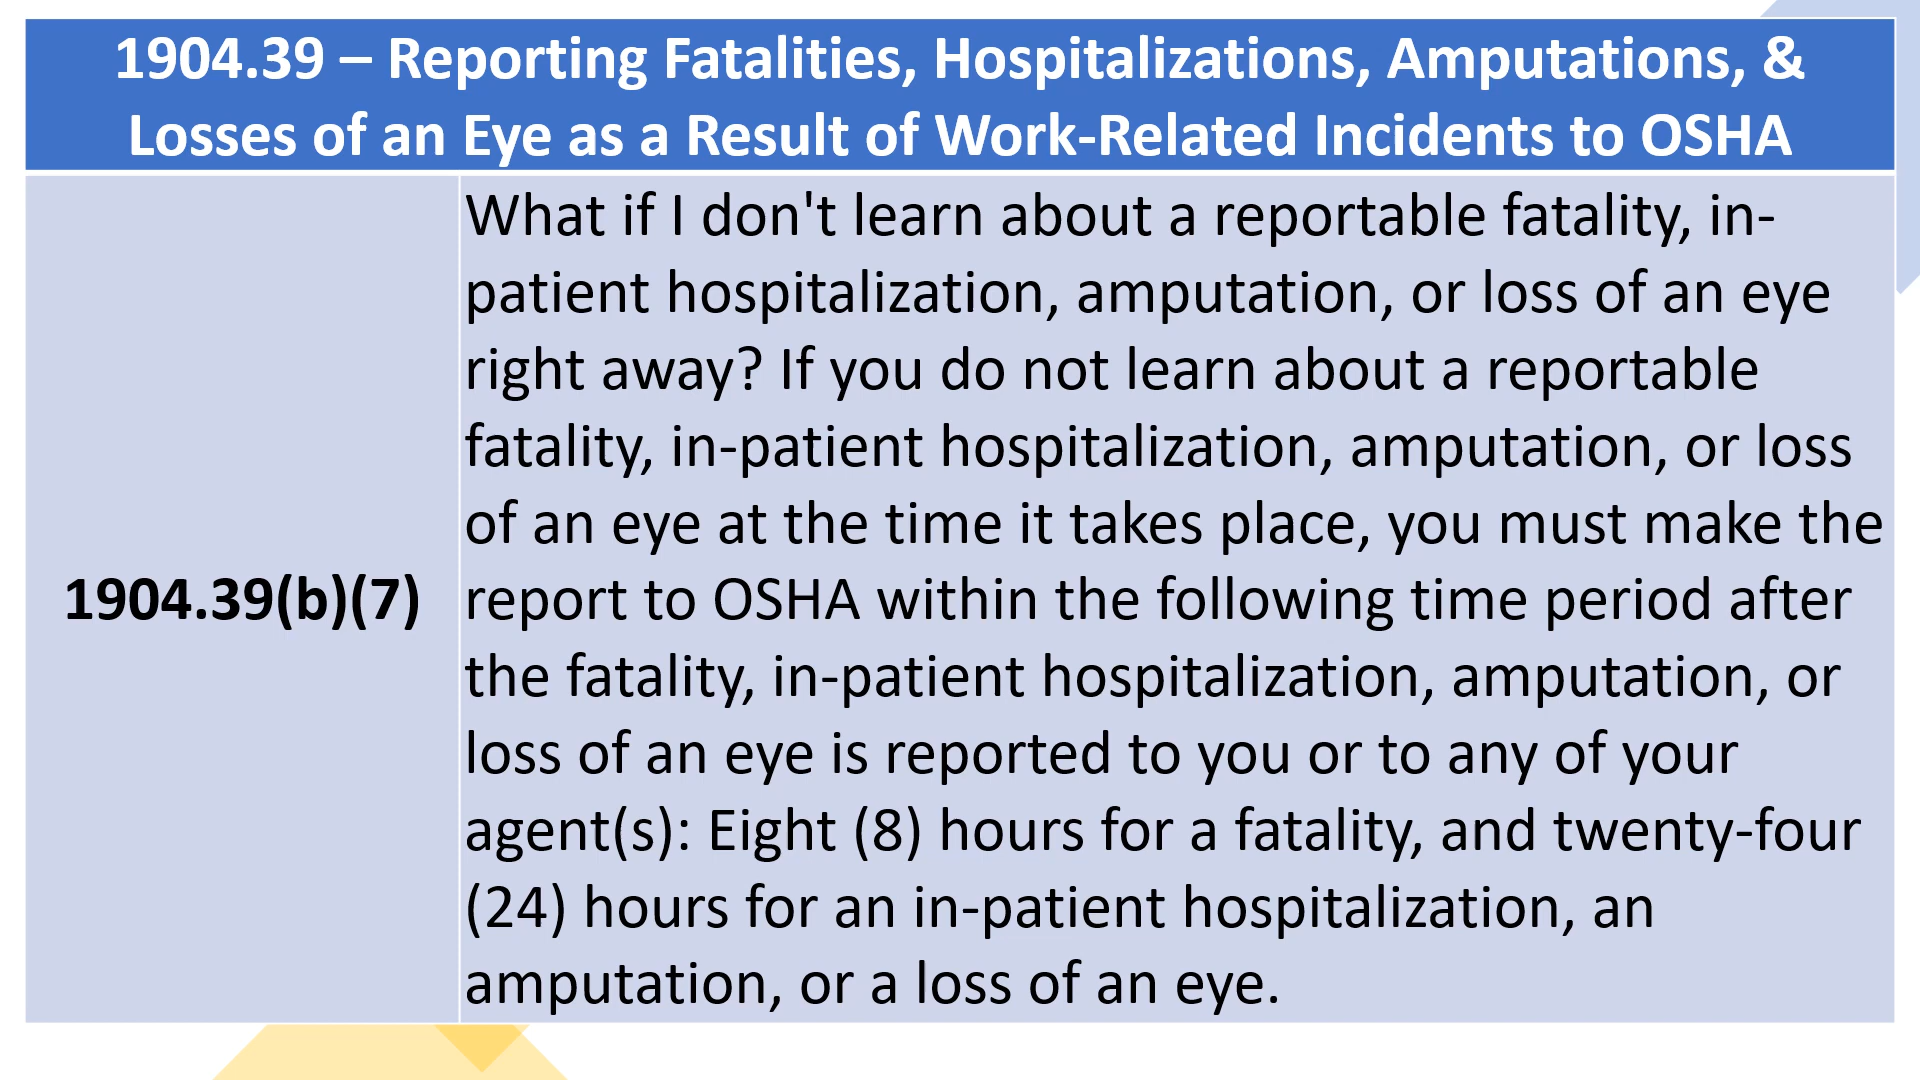 1904.39 – Reporting Fatalities, Hospitalizations, Amputations, &
Losses of an Eye as a Result of Work-Related Incidents to OSHA
1904.39(b)(7)
What if I don't learn about a reportable fatality, in-
patient hospitalization, amputation, or loss of an eye
right away? If you do not learn about a reportable
fatality, in-patient hospitalization, amputation, or loss
of an eye at the time it takes place, you must make the
report to OSHA within the following time period after
the fatality, in-patient hospitalization, amputation, or
loss of an eye is reported to you or to any of your
agent(s): Eight (8) hours for a fatality, and twenty-four
(24) hours for an in-patient hospitalization, an
amputation, or a loss of an eye.